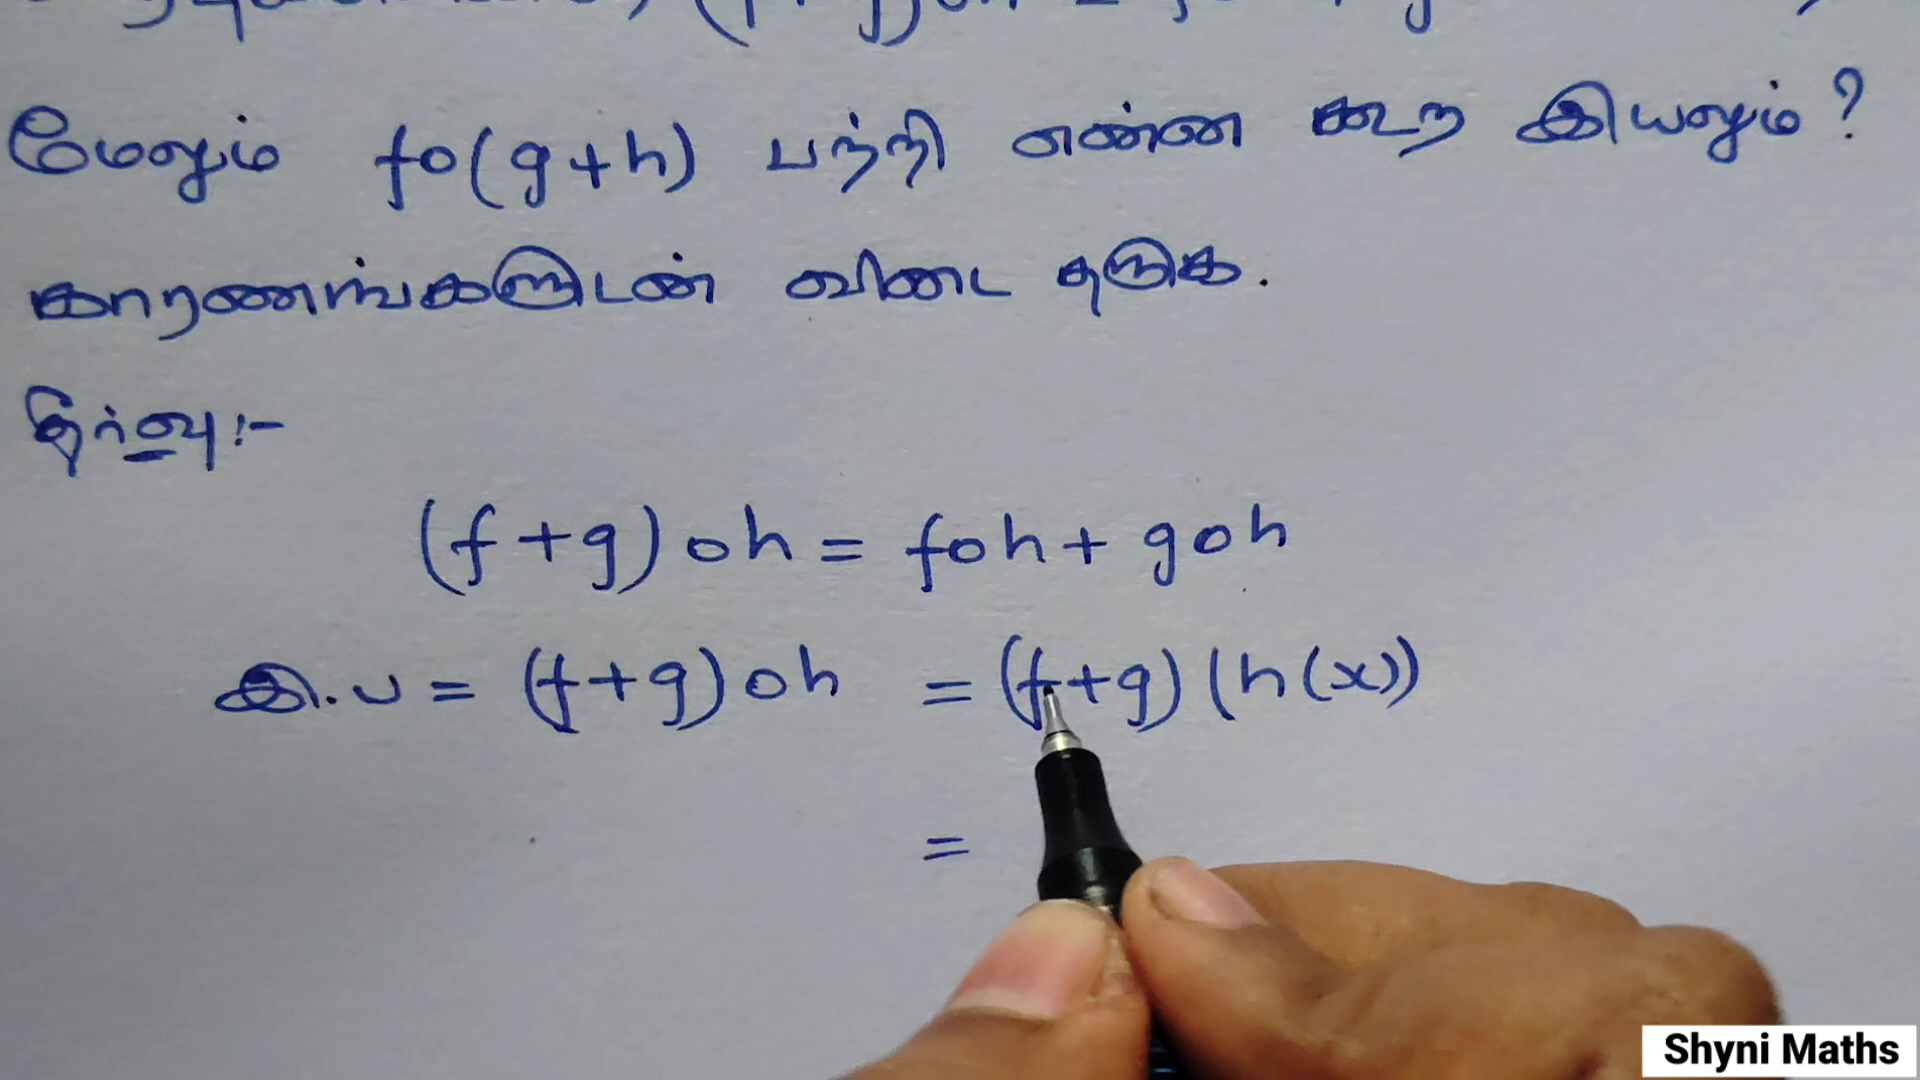 மேலும் fo(g+h) பற்றி என்ன கூற இயலும்?
காரணங்களுடன் விடை தருக.
தீர்வு:-
(f+g)oh = foh + goh
இ.ப = (f+g)oh = (f+g)(h(x))
=
Shyni Maths